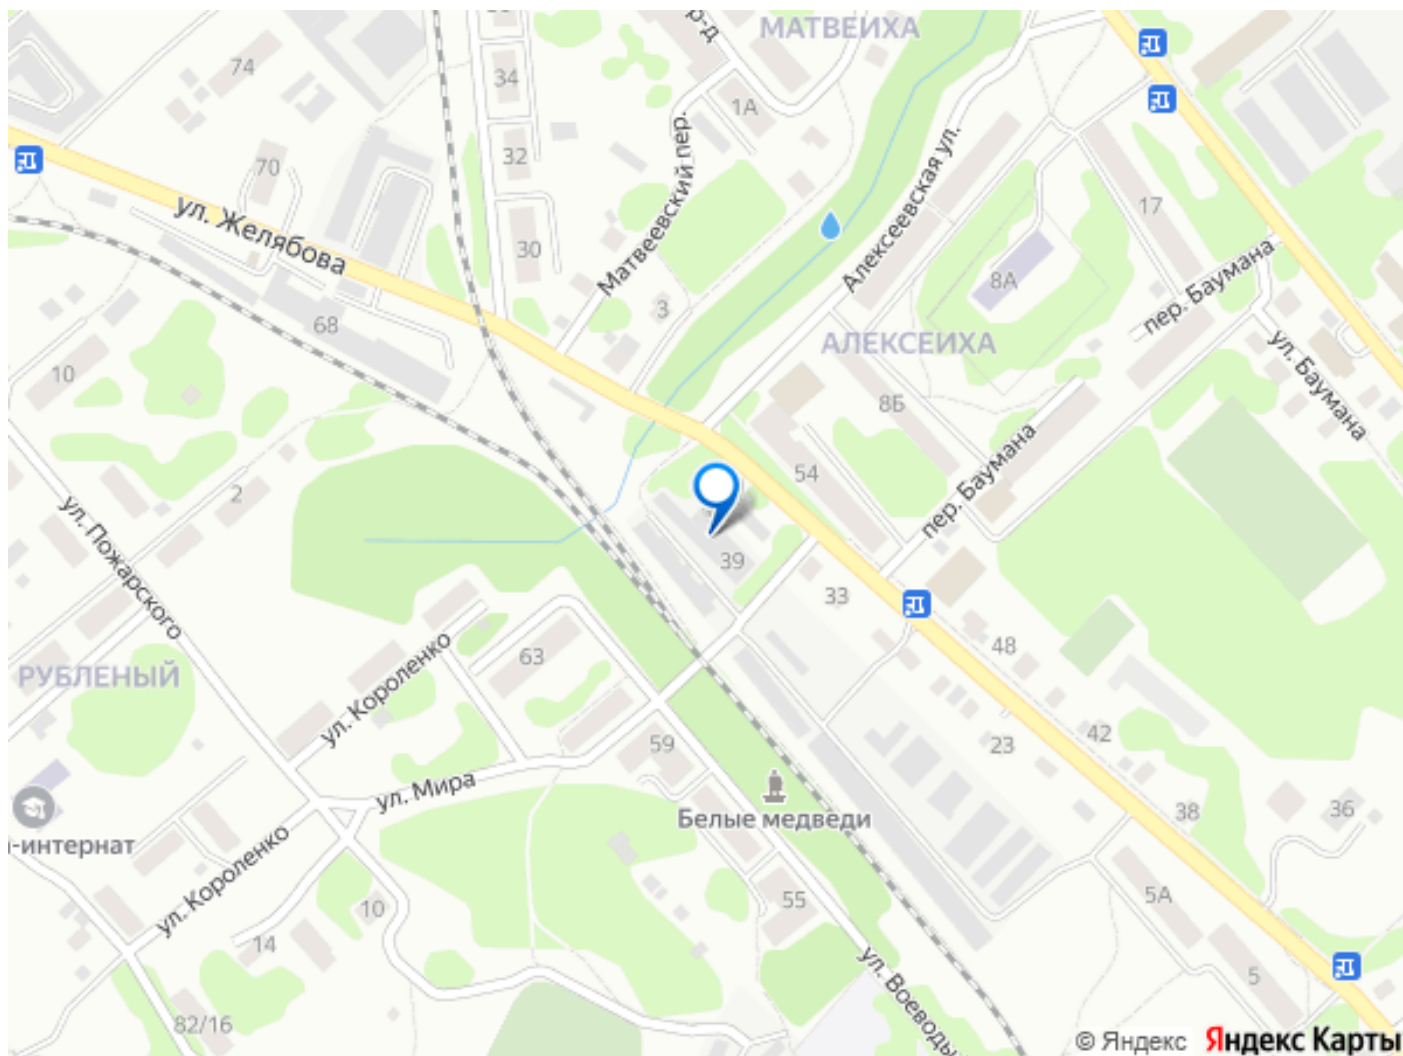 МАТВЕИХА
р-д
74
34
1А
32
70
30
Матвеевский пер.
Алексеевская ул.
17
8А
ул. Желябова
3
68
пер. Баумана
АЛЕКСЕИХА
ул. Баумана
10
8Б
2
54
пер. Баумана
ул. Пожарского
39
33
48
63
РУБЛЕНЫЙ
ул. Короленко
59
23
42
ул. Мира
Белые медведи
38
36
-интернат
ул. Короленко
10
55
5А
14
5
82/16
ул. Воеводы
© Яндекс Яндекс Карты